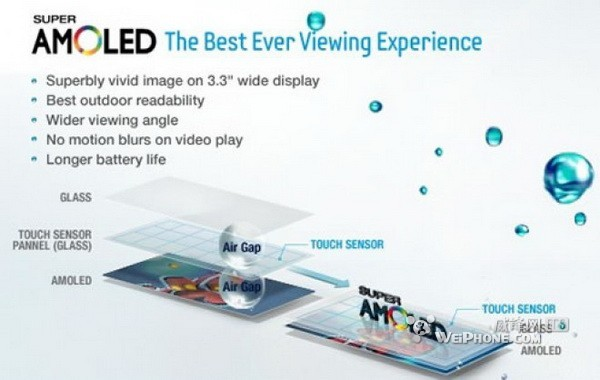 SUPER
AMOLED The Best Ever Viewing Experience
Superbly vivid image on 3.3" wide display
Best outdoor readability
Wider viewing angle
No motion blurs on video play
Longer battery life
GLASS
TOUCH SENSOR
PANNEL (GLASS)
Air Gap
TOUCH SENSOR
AMOLED
Air Gap
SUPER
AMOLED
TOUCH SENSOR
GLASS
AMOLED
WEiPHONE.COM